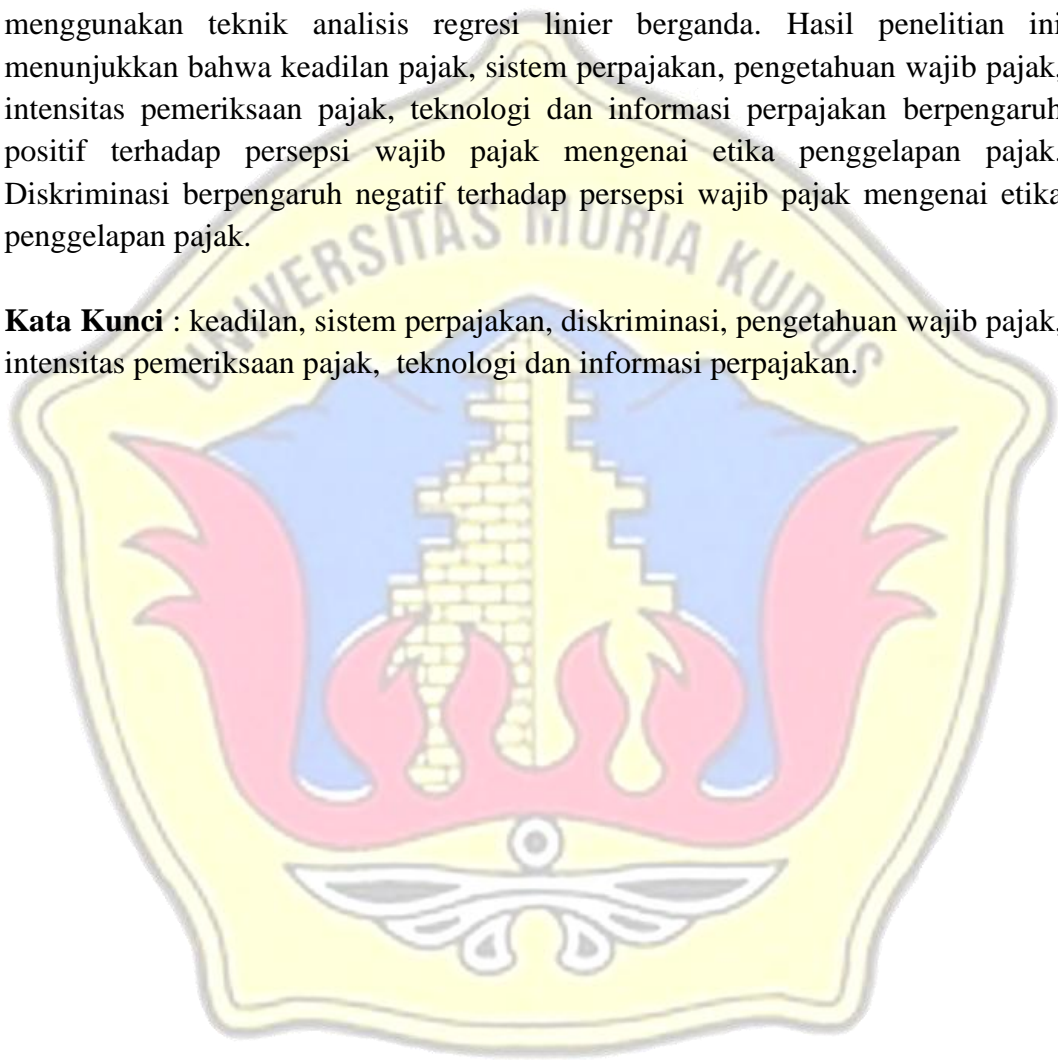 menggunakan teknik analisis regresi linier berganda. Hasil penelitian ini
menunjukkan bahwa keadilan pajak, sistem perpajakan, pengetahuan wajib pajak,
intensitas pemeriksaan pajak, teknologi dan informasi perpajakan berpengaruh
positif terhadap persepsi wajib pajak mengenai etika penggelapan pajak.
Diskriminasi berpengaruh negatif terhadap persepsi wajib pajak mengenai etika
penggelapan pajak.
UNIVERSITAS MURIA KUDUS
Kata Kunci : keadilan, sistem perpajakan, diskriminasi, pengetahuan wajib pajak,
intensitas pemeriksaan pajak, teknologi dan informasi perpajakan.